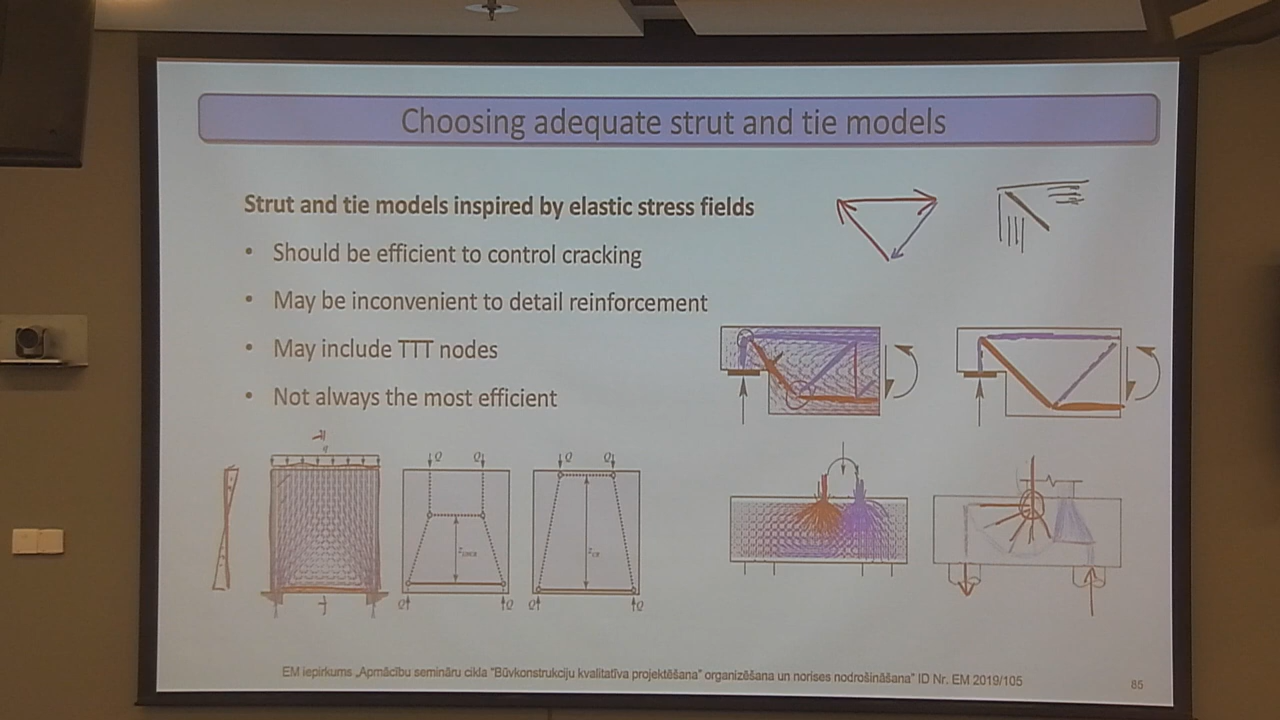 Choosing adequate strut and tie models
Strut and tie models inspired by elastic stress fields
• Should be efficient to control cracking
• May be inconvenient to detail reinforcement
• May include TTT nodes
• Not always the most efficient
q
Q Q
Q Q
Q Q
Q Q
EM iepirkums „Apmācību semināru cikla "Būvkonstrukciju kvalitatīva projektēšana" organizēšana un norises nodrošināšana" ID Nr. EM 2019/105
85